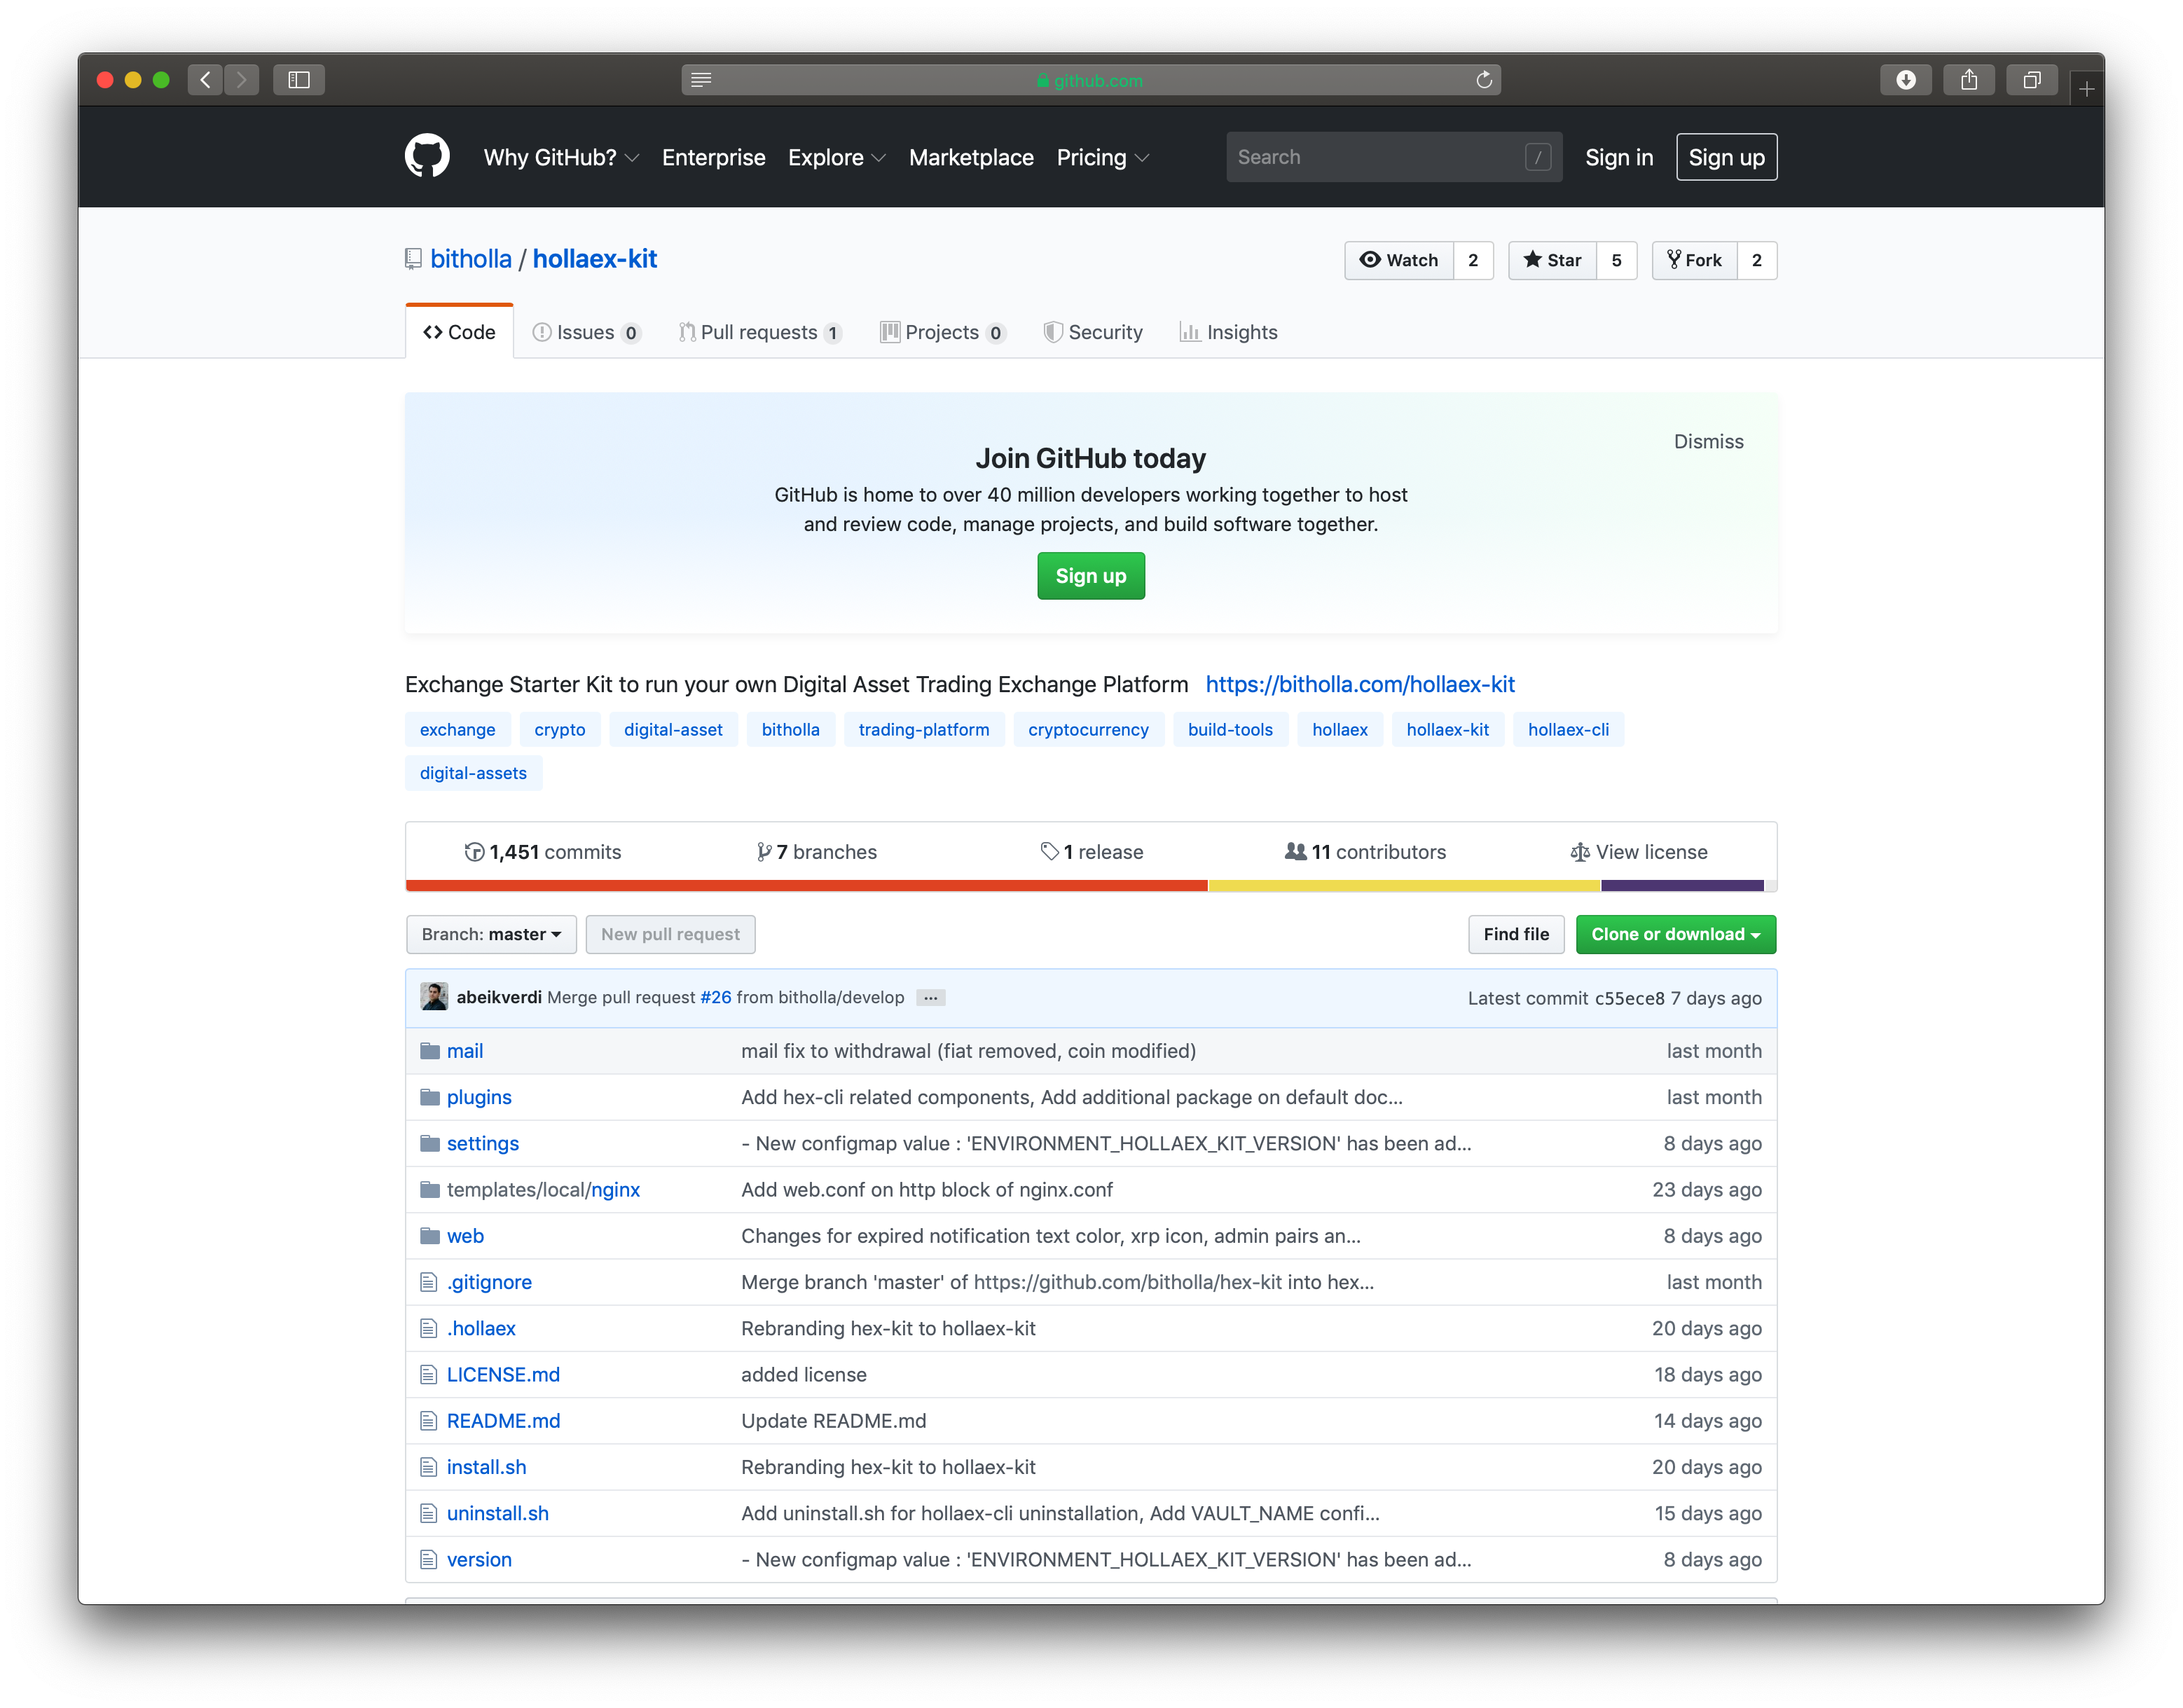 github.com
Why GitHub? Enterprise Explore Marketplace Pricing Search / Sign in Sign up
bitholla / hollaex-kit Watch 2 Star 5 Fork 2
Code Issues 0 Pull requests 1 Projects 0 Security Insights
Dismiss
Join GitHub today
GitHub is home to over 40 million developers working together to host
and review code, manage projects, and build software together.
Sign up
Exchange Starter Kit to run your own Digital Asset Trading Exchange Platform https://bitholla.com/hollaex-kit
exchange crypto digital-asset bitholla trading-platform cryptocurrency build-tools hollaex hollaex-kit hollaex-cli
digital-assets
1,451 commits 7 branches 1 release 11 contributors View license
Branch: master New pull request Find file Clone or download
abeikverdi Merge pull request #26 from bitholla/develop ... Latest commit c55ece8 7 days ago
mail mail fix to withdrawal (fiat removed, coin modified) last month
plugins Add hex-cli related components, Add additional package on default doc... last month
settings - New configmap value : 'ENVIRONMENT_HOLLAEX_KIT_VERSION' has been ad... 8 days ago
templates/local/nginx Add web.conf on http block of nginx.conf 23 days ago
web Changes for expired notification text color, xrp icon, admin pairs an... 8 days ago
.gitignore Merge branch 'master' of https://github.com/bitholla/hex-kit into hex... last month
.hollaex Rebranding hex-kit to hollaex-kit 20 days ago
LICENSE.md added license 18 days ago
README.md Update README.md 14 days ago
install.sh Rebranding hex-kit to hollaex-kit 20 days ago
uninstall.sh Add uninstall.sh for hollaex-cli uninstallation, Add VAULT_NAME confi... 15 days ago
version - New configmap value : 'ENVIRONMENT_HOLLAEX_KIT_VERSION' has been ad... 8 days ago